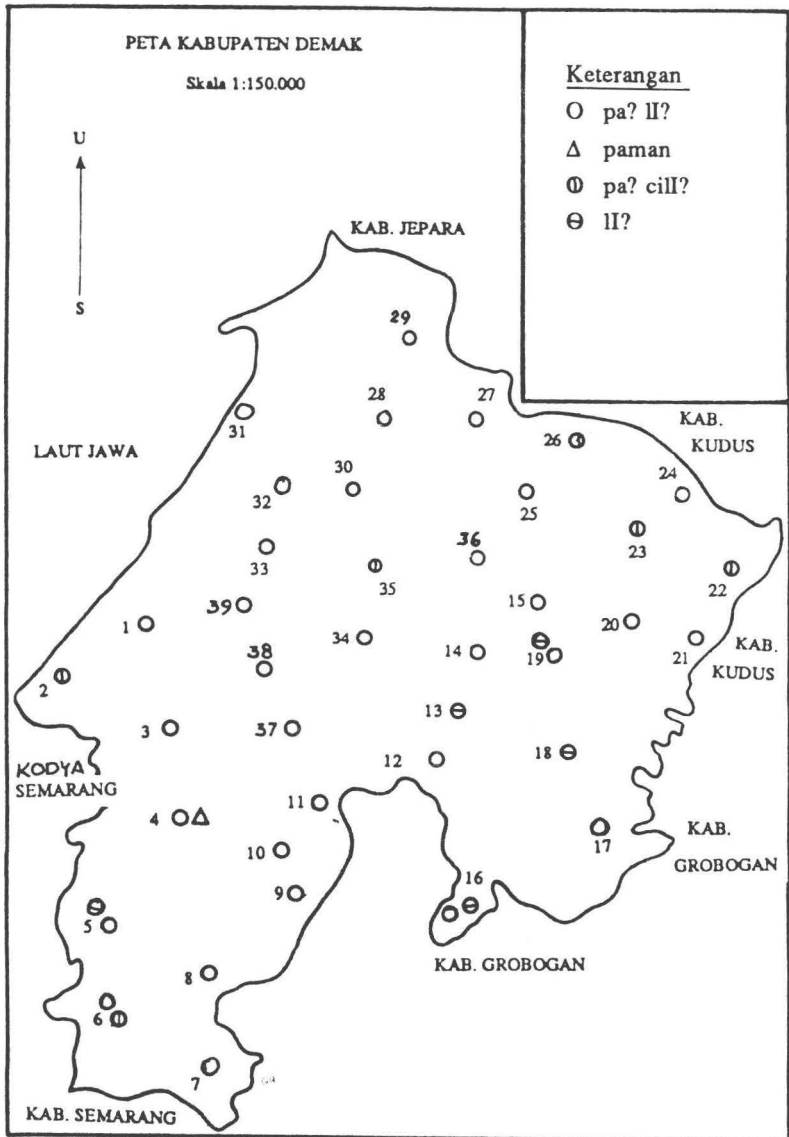 PETA KABUPATEN DEMAK
Skala 1:150.000
U
S
Keterangan
O pa? lI?
Δ paman
⦶ pa? cilI?
⊖ lI?
KAB. JEPARA
29
28
27
31
26
KAB.
KUDUS
LAUT JAWA
30
24
32
25
36
23
33
35
22
39
15
1
20
34
14
19
21
KAB.
KUDUS
38
2
13
3
37
18
12
KODYA
SEMARANG
11
4
17
KAB.
GROBOGAN
10
16
9
5
KAB. GROBOGAN
8
6
7
KAB. SEMARANG